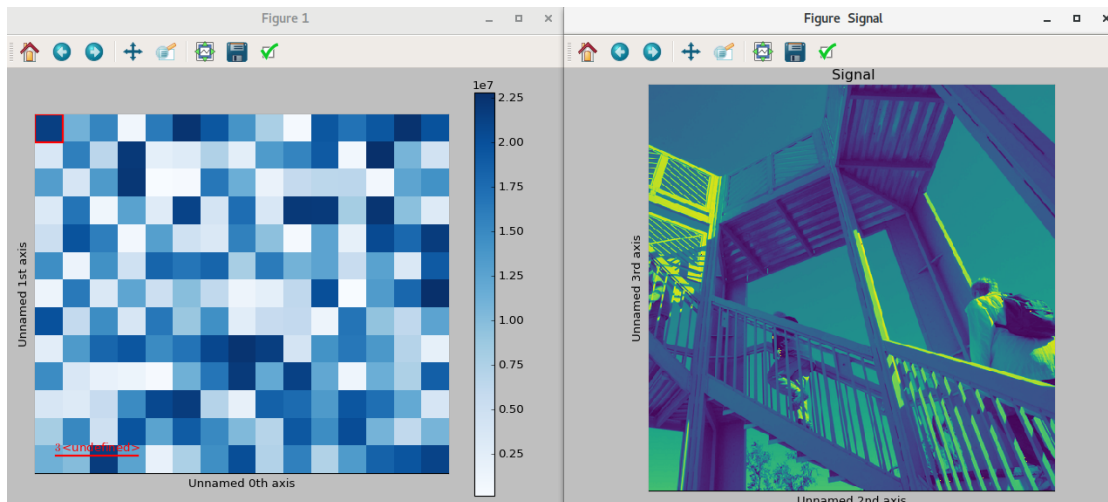 Figure 1
1e7
2.25
2.00
1.75
1.50
1.25
1.00
0.75
0.50
0.25
Unnamed 1st axis
3 <undefined>
Unnamed 0th axis
Figure Signal
Signal
Unnamed 3rd axis
Unnamed 2nd axis